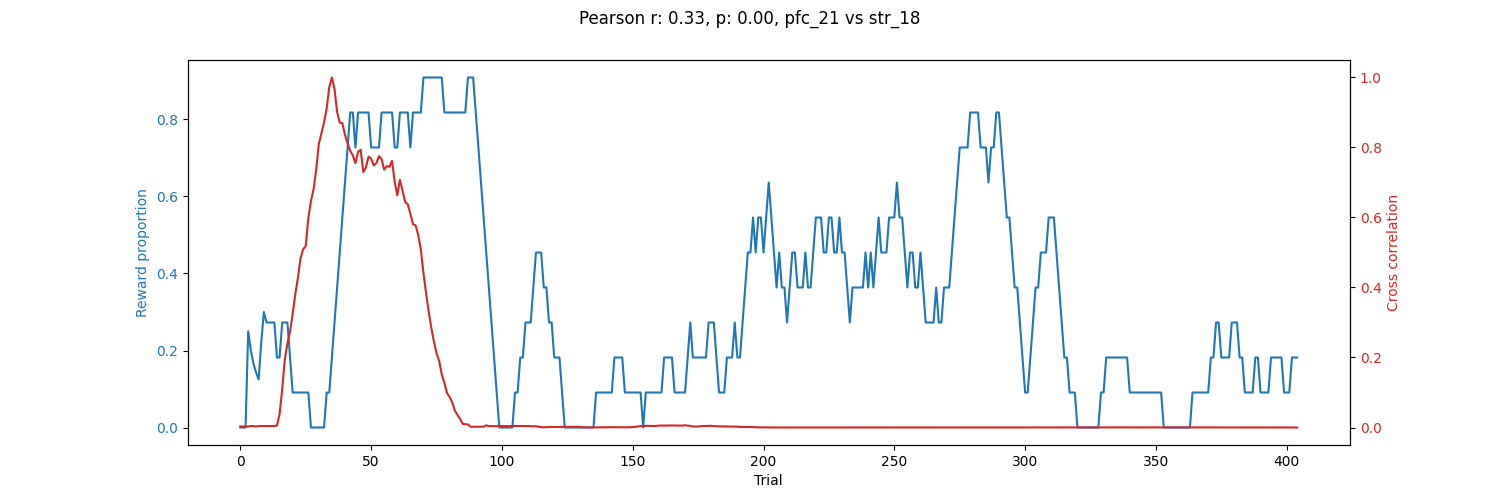 Pearson r: 0.33, p: 0.00, pfc_21 vs str_18
Reward proportion
0.8
0.6
0.4
0.2
0.0
1.0
0.8
0.6
0.4
0.2
0.0
Cross correlation
0 50 100 150 200 250 300 350 400
Trial